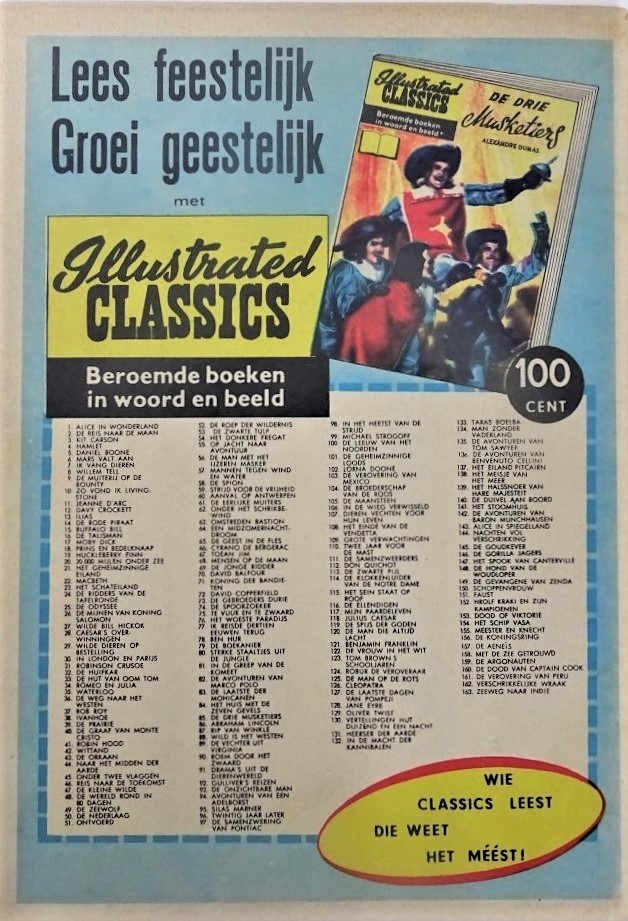 Lees feestelijk
Groei geestelijk
met
Illustrated
CLASSICS
Beroemde boeken
in woord en beeld
Illustrated
CLASSICS
Beroemde boeken
in woord en beeld
DE DRIE
Musketiers
ALEXANDRE DUMAS
100
CENT
1. ALICE IN WONDERLAND
2. DE REIS NAAR DE MAAN
3. KIT CARSON
4. HAMLET
5. DANIEL BOONE
6. MARS VALT AAN
7. IK VANG DIEREN
8. WILLEM TELL
9. DE MUITERIJ OP DE
BOUNTY
10. ZO VOND IK LIVING-
STONE
11. JEANNE D'ARC
12. DAVY CROCKETT
13. ILIAS
14. DE RODE PIRAAT
15. BUFFALO BILL
16. DE TALISMAN
17. MOBY DICK
18. PRINS EN BEDELKNAAP
19. HUCKLEBERRY FINN
20. 20.000 MIJLEN ONDER ZEE
21. HET GEHEIMZINNIGE
EILAND
22. MACBETH
23. HET SCHATEILAND
24. DE RIDDERS VAN DE
TAFELRONDE
25. DE ODYSSEE
26. DE MIJNEN VAN KONING
SALOMON
27. WILDE BILL HICKOK
28. CAESAR'S OVER-
WINNINGEN
29. WILDE DIEREN OP
BESTELLING
30. IN LONDEN EN PARIJS
31. ROBINSON CRUSOE
32. DE HUIFKAR
33. DE HUT VAN OOM TOM
34. ROMEO EN JULIA
35. WATERLOO
36. DE WEG NAAR HET
WESTEN
37. ROB ROY
38. IVANHOE
39. DE PRAIRIE
40. DE GRAAF VAN MONTE
CRISTO
41. ROBIN HOOD
42. WITTAND
43. DE ORKAAN
44. NAAR HET MIDDEN DER
AARDE
45. ONDER TWEE VLAGGEN
46. REIS NAAR DE TOEKOMST
47. DE KLEINE WILDE
48. DE WERELD ROND IN
80 DAGEN
49. DE ZEEWOLF
50. DE NEDERLAAG
51. ONTVOERD
52. DE ROEP DER WILDERNIS
53. DE ZWARTE TULP
54. HET DONKERE FREGAT
55. OP JACHT NAAR
AVONTUUR
56. DE MAN MET HET
IJZEREN MASKER
57. MANNEN TEGEN WIND
EN WATER
58. DE SPION
59. STRIJD VOOR DE VRIJHEID
60. AANVAL OP ANTWERPEN
61. DE EERLIJKE MUITERS
62. ONDER HET SCHRIKBE-
WIND
63. OMSTREDEN BASTION
64. EEN MIDZOMERNACHT-
DROOM
65. DE GEEST IN DE FLES
66. CYRANO DE BERGERAC
67. TOEAN JIM
68. MENSEN OP DE MAAN
69. DE JONGE RIDDER
70. DAVID BALFOUR
71. KONING DER BANDIE-
TEN
72. DAVID COPPERFIELD
73. DE GEBROEDERS DURIE
74. DE SPOORZOEKER
75. TE VUUR EN TE ZWAARD
76. HET WOESTE PARADIJS
77. IK REISDE DERTIEN
EEUWEN TERUG
78. BEN HUR
79. DE BOEKANIER
80. STERKE STAALTJES UIT
DE JUNGLE
81. IN DE GREEP VAN DE
KOMEET
82. DE AVONTUREN VAN
MARCO POLO
83. DE LAATSTE DER
MOHICANEN
84. HET HUIS MET DE
ZEVEN GEVELS
85. DE DRIE MUSKETIERS
86. ABRAHAM LINCOLN
87. RIP VAN WINKLE
88. WILD IS HET WESTEN
89. DE VECHTER UIT
VIRGINIA
90. ROEM DOOR HET
ZWAARD
91. DRAMA'S UIT DE
DIERENWERELD
92. GULLIVER'S REIZEN
93. DE ONZICHTBARE MAN
94. AVONTUREN VAN EEN
ADELBORST
95. SILAS MARNER
96. TWINTIG JAAR LATER
97. DE SAMENZWERING
VAN PONTIAC
98. IN HET HEETST VAN DE
STRIJD
99. MICHAEL STROGOFF
100. DE LEEUW VAN HET
NOORDEN
101. DE GEHEIMZINNIGE
LOODS
102. LORNA DOONE
103. DE VEROVERING VAN
MEXICO
104. DE BROEDERSCHAP
VAN DE ROOS
105. DE MAANSTEEN
106. IN DE WIEG VERWISSELD
107. DIEREN VECHTEN VOOR
HUN LEVEN
108. HET EINDE VAN DE
VENDETTA
109. GROTE VERWACHTINGEN
110. TWEE JAAR VOOR
DE MAST
111. DE SAMENZWEERDERS
112. DON QUICHOT
113. DE ZWARTE PIJL
114. DE KLOKKENLUIDER
VAN DE NOTRE DAME
115. HET SEIN STAAT OP
ROOF
116. DE ELLENDIGEN
117. MIJN PAARDELEVEN
118. JULIUS CAESAR
119. DE SPIJS DER GODEN
120. DE MAN DIE ALTIJD
LACHT
121. BENJAMIN FRANKLIN
122. DE VROUW IN HET WIT
123. TOM BROWN'S
SCHOOLJAREN
124. ROBUR DE VEROVERAAR
125. DE MAN OP DE ROTS
126. CLEOPATRA
127. DE LAATSTE DAGEN
VAN POMPEJI
128. JANE EYRE
129. OLIVER TWIST
130. VERTELLINGEN HUT
DUIZEND EN EEN NACHT
131. HEERSER DER AARDE
132. IN DE MACHT DER
KANNIBALEN
133. TARAS BOELBA
134. MAN ZONDER
VADERLAND
135. DE AVONTUREN VAN
TOM SAWYER
136. DE AVONTUREN VAN
BENVENUTO CELLINI
137. HET EILAND PITCAIRN
138. HET MEISJE VAN
HET MEER
139. HET HALSSNOER VAN
HARE MAJESTEIT
140. DE DUIVEL AAN BOORD
141. HET STOOMHUIS
142. DE AVONTUREN VAN
BARON MUNCHHAUSEN
143. ALICE IN SPIEGELLAND
144. NACHTEN VOL
VERSCHRIKKING
145. DE GOUDKEVER
146. DE GORILLA JAGERS
147. HET SPOOK VAN CANTERVILLE
148. DE HOND VAN DE
WOUDLOPER
149. DE GEVANGENE VAN ZENDA
150. SCHOPPENVROUW
151. FAUST
152. HROLF KRAKI EN ZIJN
KAMPIOENEN
153. DOOD OF VIKTORIE
154. HET SCHIP VASA
155. MEESTER EN KNECHT
156. DE KONINGSRING
157. DE AENEIS
158. MET DE ZEE GETROUWD
159. DE ARGONAUTEN
160. DE DOOD VAN CAPTAIN COOK
161. DE VEROVERING VAN PERU
162. VERSCHRIKKELIJKE WRAAK
163. ZEEWEG NAAR INDIE
WIE
CLASSICS LEEST
DIE WEET
HET MÉÉST!